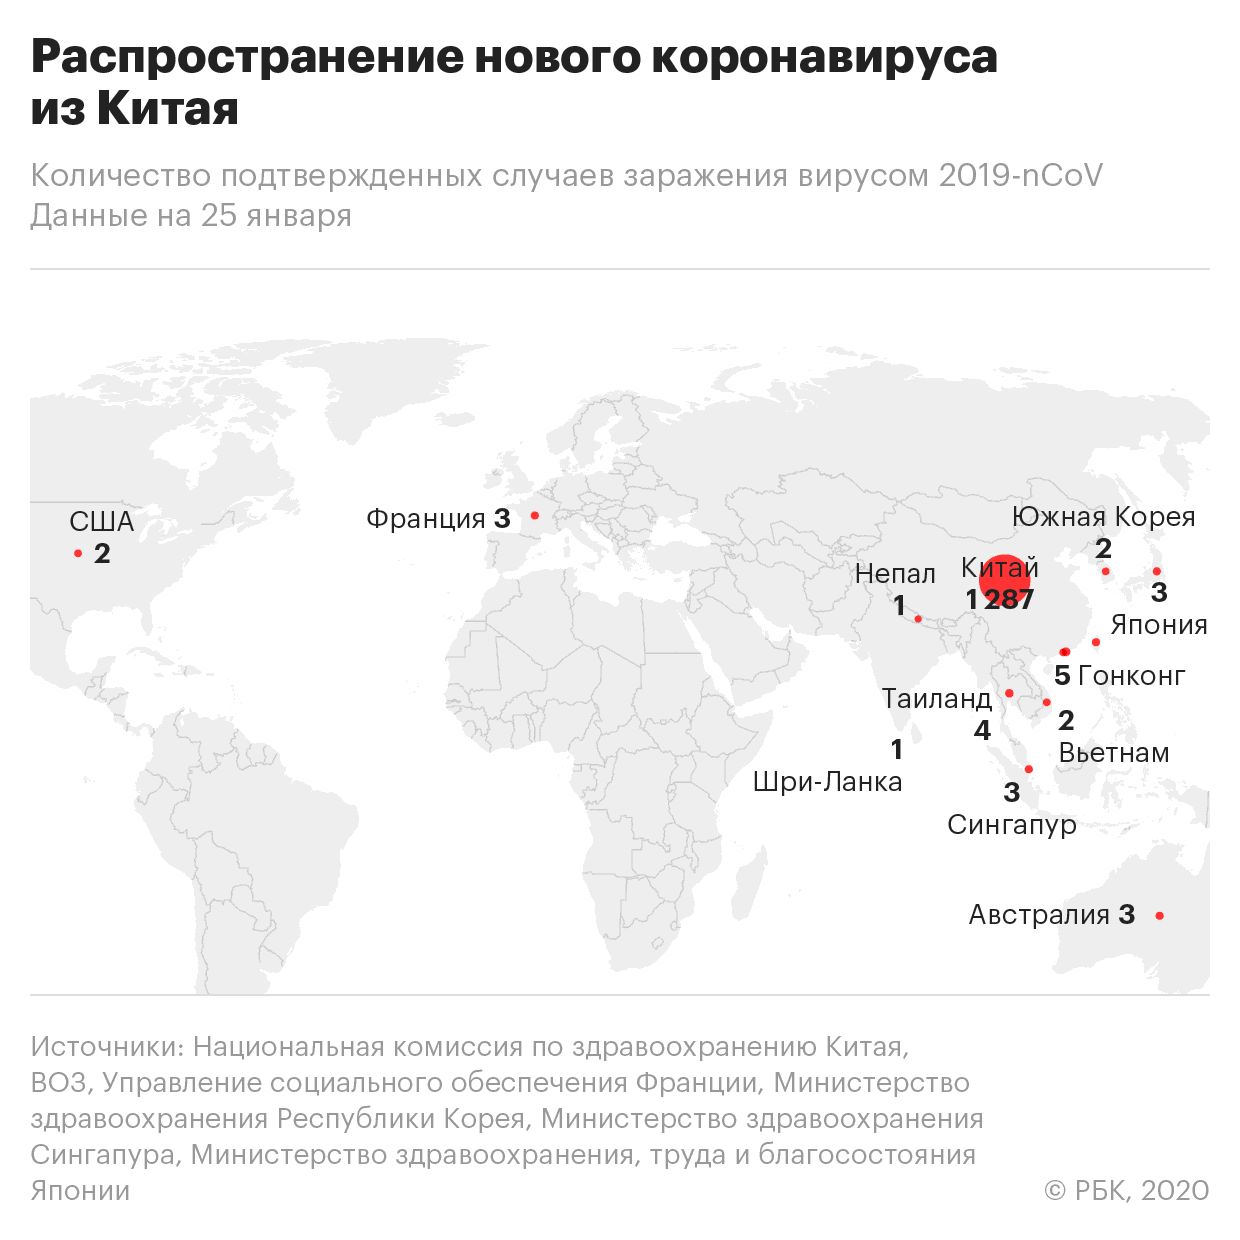 Распространение нового коронавируса
из Китая
Количество подтвержденных случаев заражения вирусом 2019-nCoV
Данные на 25 января
США
2
Франция 3
Южная Корея
2
Непал
1
Китай
1 287
3
Япония
5 Гонконг
Таиланд
4
2
Вьетнам
1
Шри-Ланка
3
Сингапур
Австралия 3
Источники: Национальная комиссия по здравоохранению Китая,
ВОЗ, Управление социального обеспечения Франции, Министерство
здравоохранения Республики Корея, Министерство здравоохранения
Сингапура, Министерство здравоохранения, труда и благосостояния
Японии
© РБК, 2020